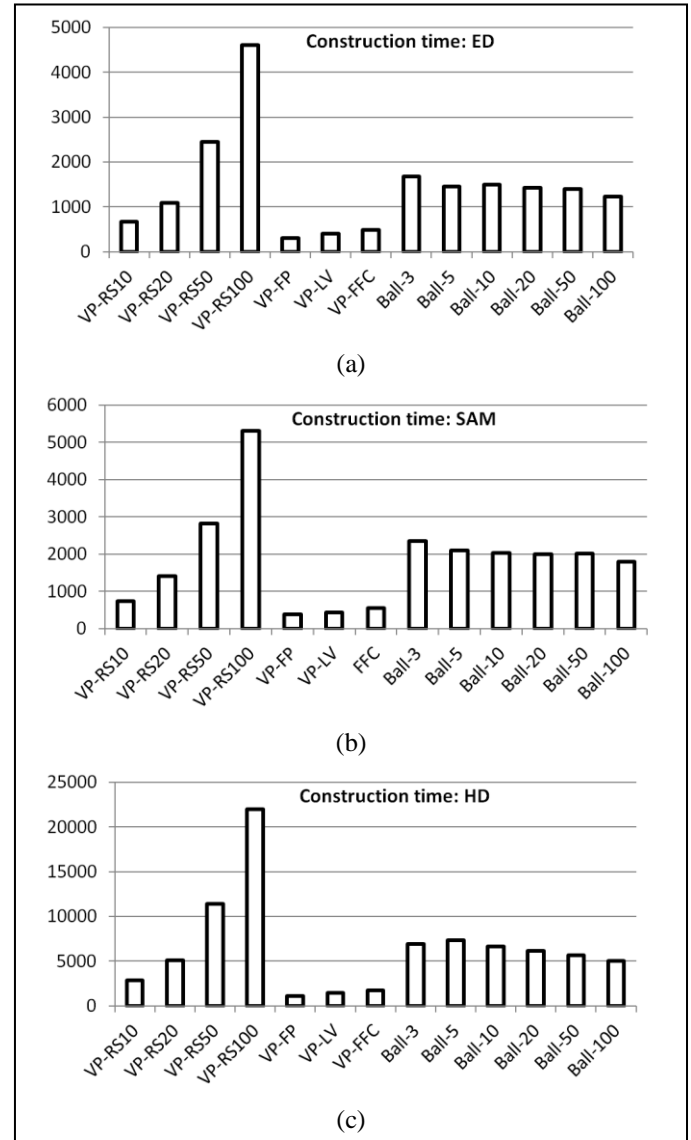 Construction time: ED
5000
4000
3000
2000
1000
0
VP-RS10 VP-RS20 VP-RS50 VP-RS100 VP-FP VP-LV VP-FFC Ball-3 Ball-5 Ball-10 Ball-20 Ball-50 Ball-100
(a)
Construction time: SAM
6000
5000
4000
3000
2000
1000
0
VP-RS10 VP-RS20 VP-RS50 VP-RS100 VP-FP VP-LV FFC Ball-3 Ball-5 Ball-10 Ball-20 Ball-50 Ball-100
(b)
Construction time: HD
25000
20000
15000
10000
5000
0
VP-RS10 VP-RS20 VP-RS50 VP-RS100 VP-FP VP-LV VP-FFC Ball-3 Ball-5 Ball-10 Ball-20 Ball-50 Ball-100
(c)